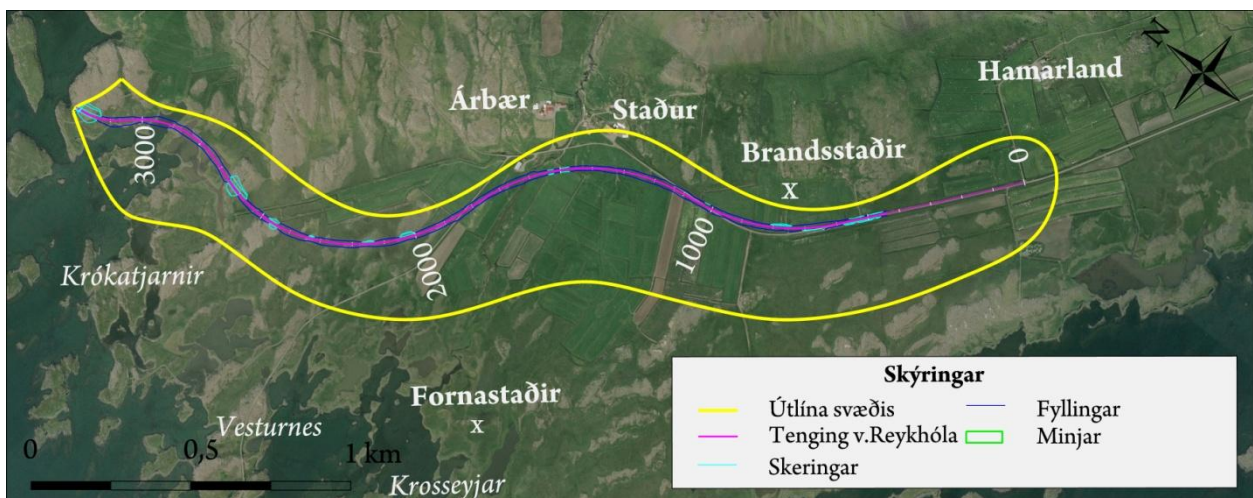 N
Hamarland
Árbær
Staður
Brandsstaðir
0
3000
1000
2000
Krókatjarnir
Fornastaðir
x
x
Vesturnes
Krosseyjar
0 0,5 1 km
Skýringar
Útlína svæðis
Fyllingar
Tenging v.Reykhóla
Minjar
Skeringar